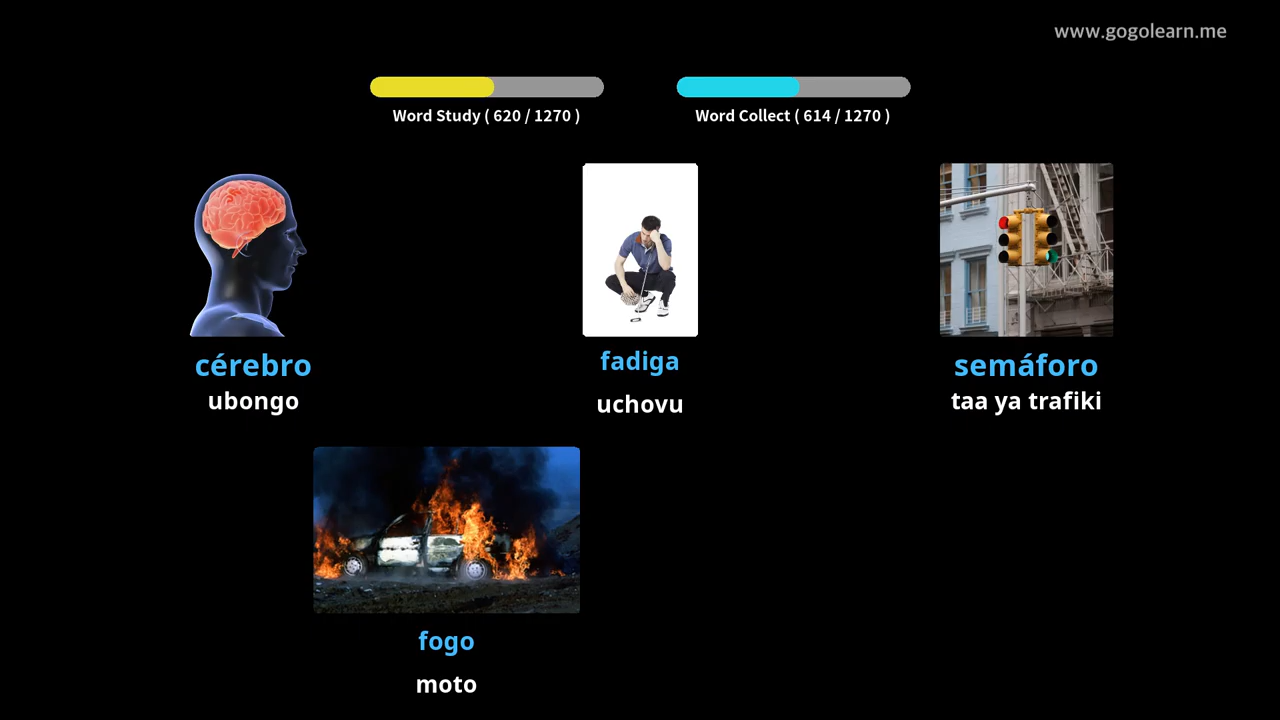 www.gogolearn.me
Word Study ( 620 / 1270 )
Word Collect ( 614 / 1270 )
cérebro
ubongo
fadiga
uchovu
semáforo
taa ya trafiki
fogo
moto